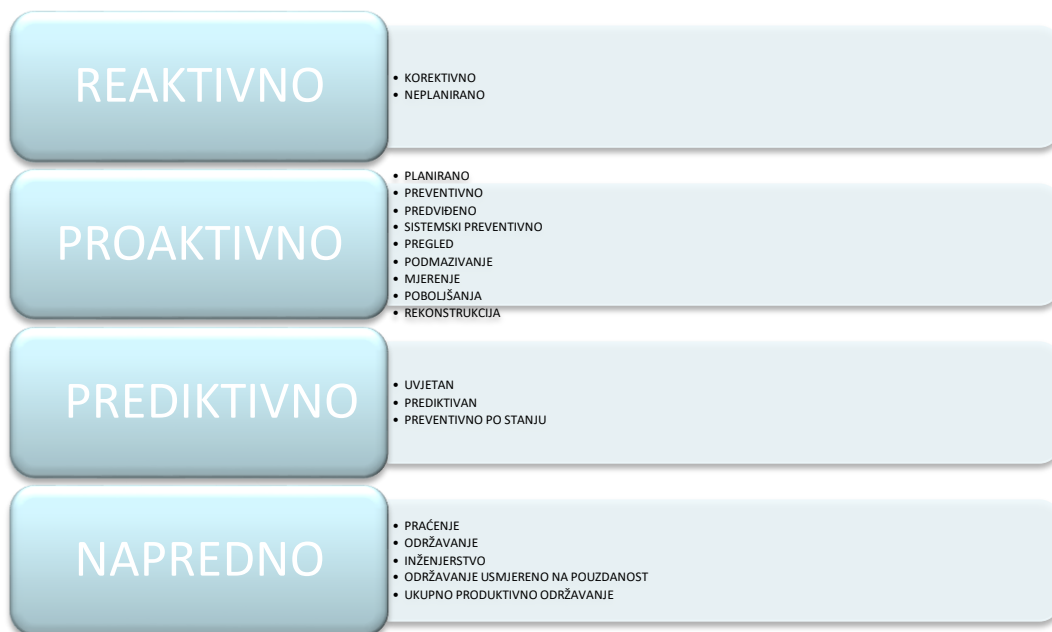 REAKTIVNO
• KOREKTIVNO
• NEPLANIRANO
PROAKTIVNO
• PLANIRANO
• PREVENTIVNO
• PREDVIĐENO
• SISTEMSKI PREVENTIVNO
• PREGLED
• PODMAZIVANJE
• MJERENJE
• POBOLJŠANJA
• REKONSTRUKCIJA
PREDIKTIVNO
• UVJETAN
• PREDIKTIVAN
• PREVENTIVNO PO STANJU
NAPREDNO
• PRAĆENJE
• ODRŽAVANJE
• INŽENJERSTVO
• ODRŽAVANJE USMJERENO NA POUZDANOST
• UKUPNO PRODUKTIVNO ODRŽAVANJE